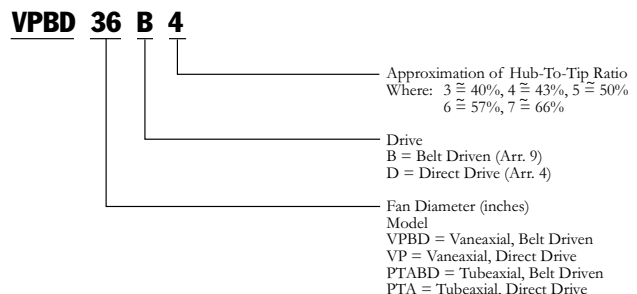 VPBD 36 B 4
Approximation of Hub-To-Tip Ratio
Where: 3 ≅ 40%, 4 ≅ 43%, 5 ≅ 50%
6 ≅ 57%, 7 ≅ 66%
Drive
B = Belt Driven (Arr. 9)
D = Direct Drive (Arr. 4)
Fan Diameter (inches)
Model
VPBD = Vaneaxial, Belt Driven
VP = Vaneaxial, Direct Drive
PTABD = Tubeaxial, Belt Driven
PTA = Tubeaxial, Direct Drive